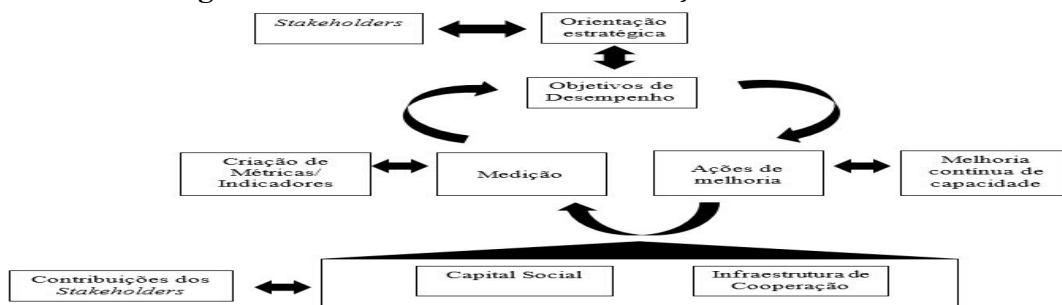 Stakeholders
Orientação
estratégica
Objetivos de
Desempenho
Criação de
Métricas/
Indicadores
Medição
Ações de
melhoria
Melhoria
contínua de
capacidade
Contribuições dos
Stakeholders
Capital Social
Infraestrutura de
Cooperação